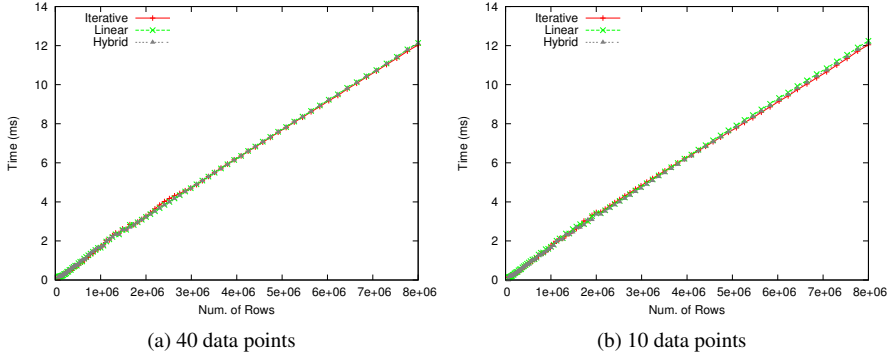 14
12
10
8
6
4
2
0
Time (ms)
Iterative
Linear
Hybrid
0 1e+06 2e+06 3e+06 4e+06 5e+06 6e+06 7e+06 8e+06
Num. of Rows
(a) 40 data points
14
12
10
8
6
4
2
0
Time (ms)
Iterative
Linear
Hybrid
0 1e+06 2e+06 3e+06 4e+06 5e+06 6e+06 7e+06 8e+06
Num. of Rows
(b) 10 data points